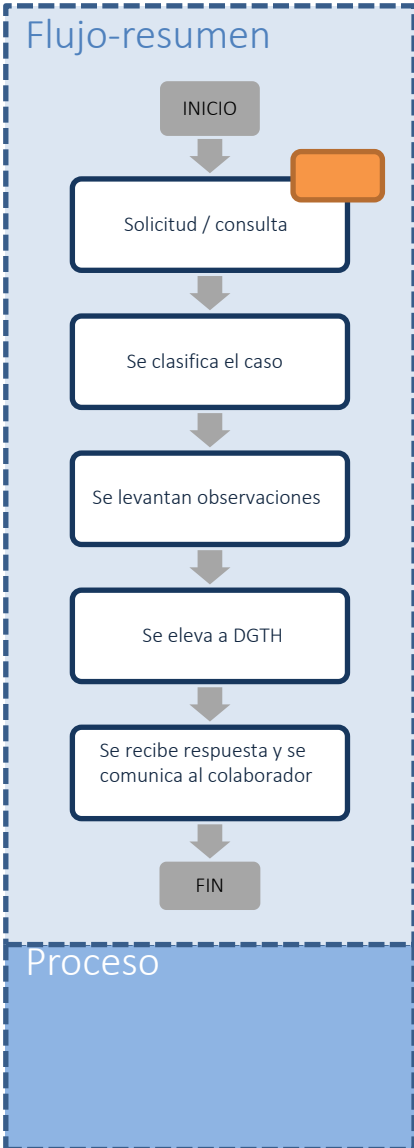 Flujo-resumen
INICIO
Solicitud / consulta
Se clasifica el caso
Se levantan observaciones
Se eleva a DGTH
Se recibe respuesta y se
comunica al colaborador
FIN
Proceso